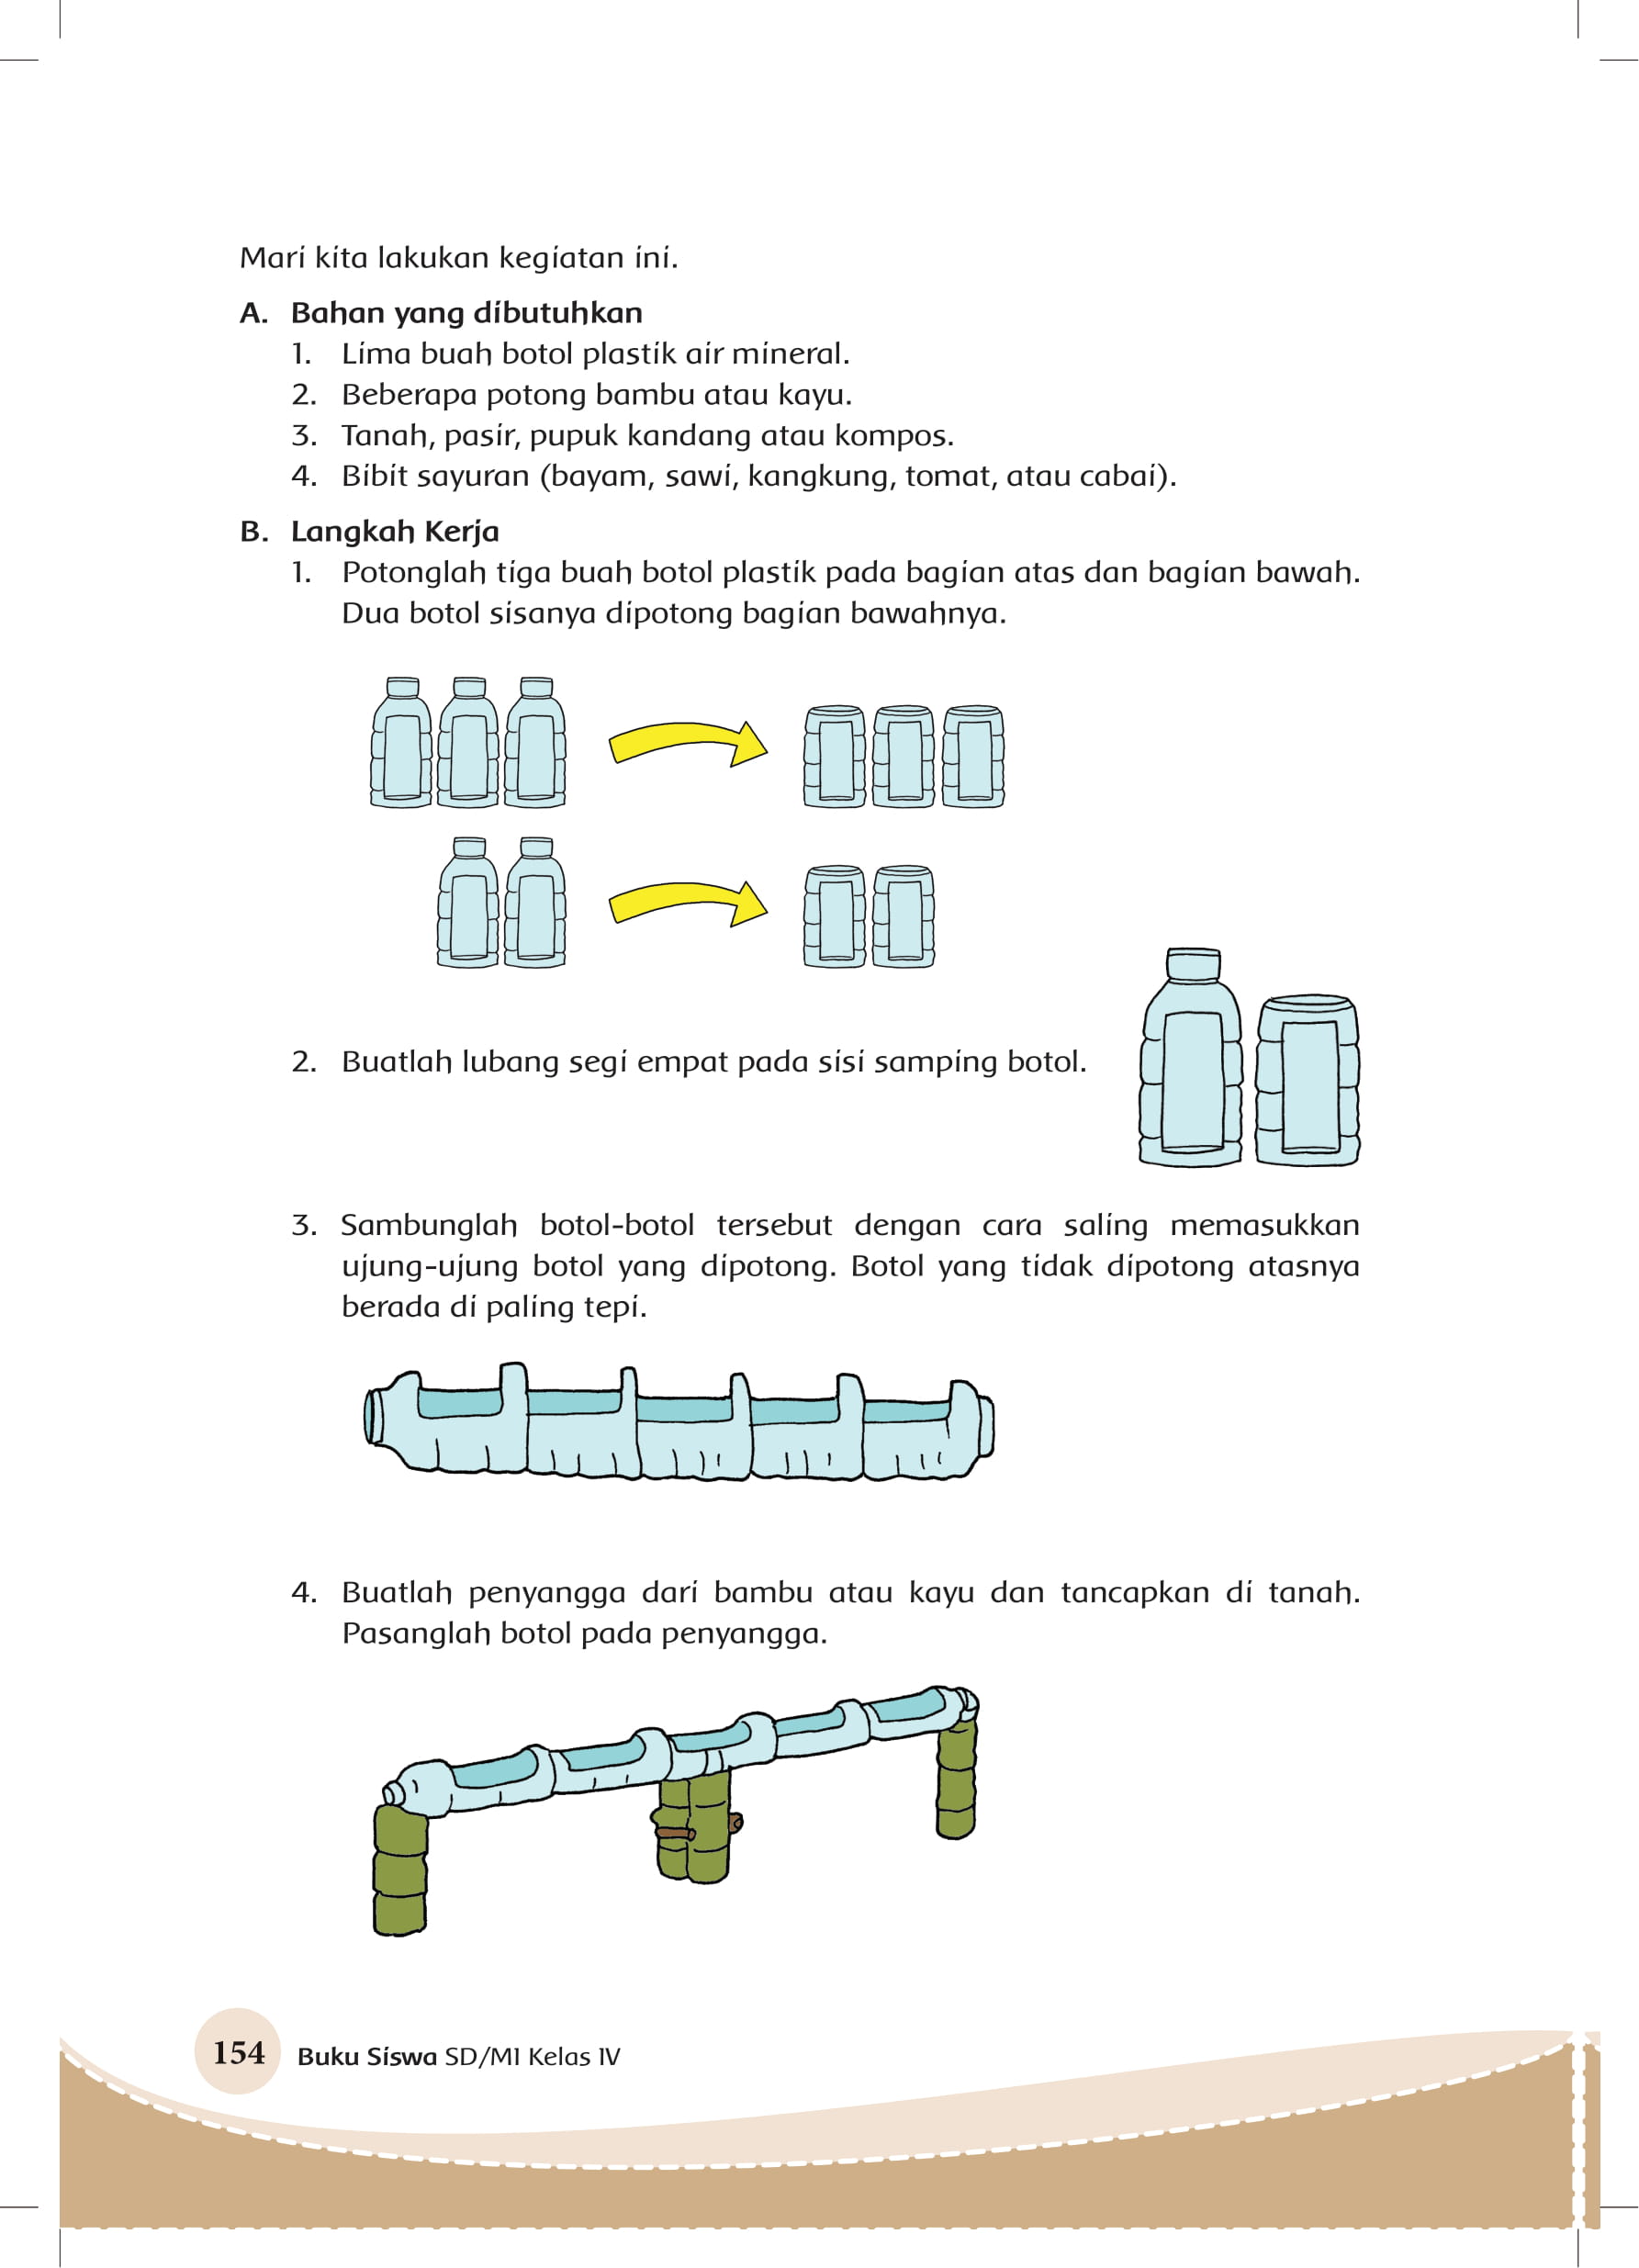 Mari kita lakukan kegiatan ini.
A. Bahan yang dibutuhkan
1. Lima buah botol plastik air mineral.
2. Beberapa potong bambu atau kayu.
3. Tanah, pasir, pupuk kandang atau kompos.
4. Bibit sayuran (bayam, sawi, kangkung, tomat, atau cabai).
B. Langkah Kerja
1. Potonglah tiga buah botol plastik pada bagian atas dan bagian bawah.
Dua botol sisanya dipotong bagian bawahnya.
2. Buatlah lubang segi empat pada sisi samping botol.
3. Sambunglah botol-botol tersebut dengan cara saling memasukkan
ujung-ujung botol yang dipotong. Botol yang tidak dipotong atasnya
berada di paling tepi.
4. Buatlah penyangga dari bambu atau kayu dan tancapkan di tanah.
Pasanglah botol pada penyangga.
154 Buku Siswa SD/MI Kelas IV